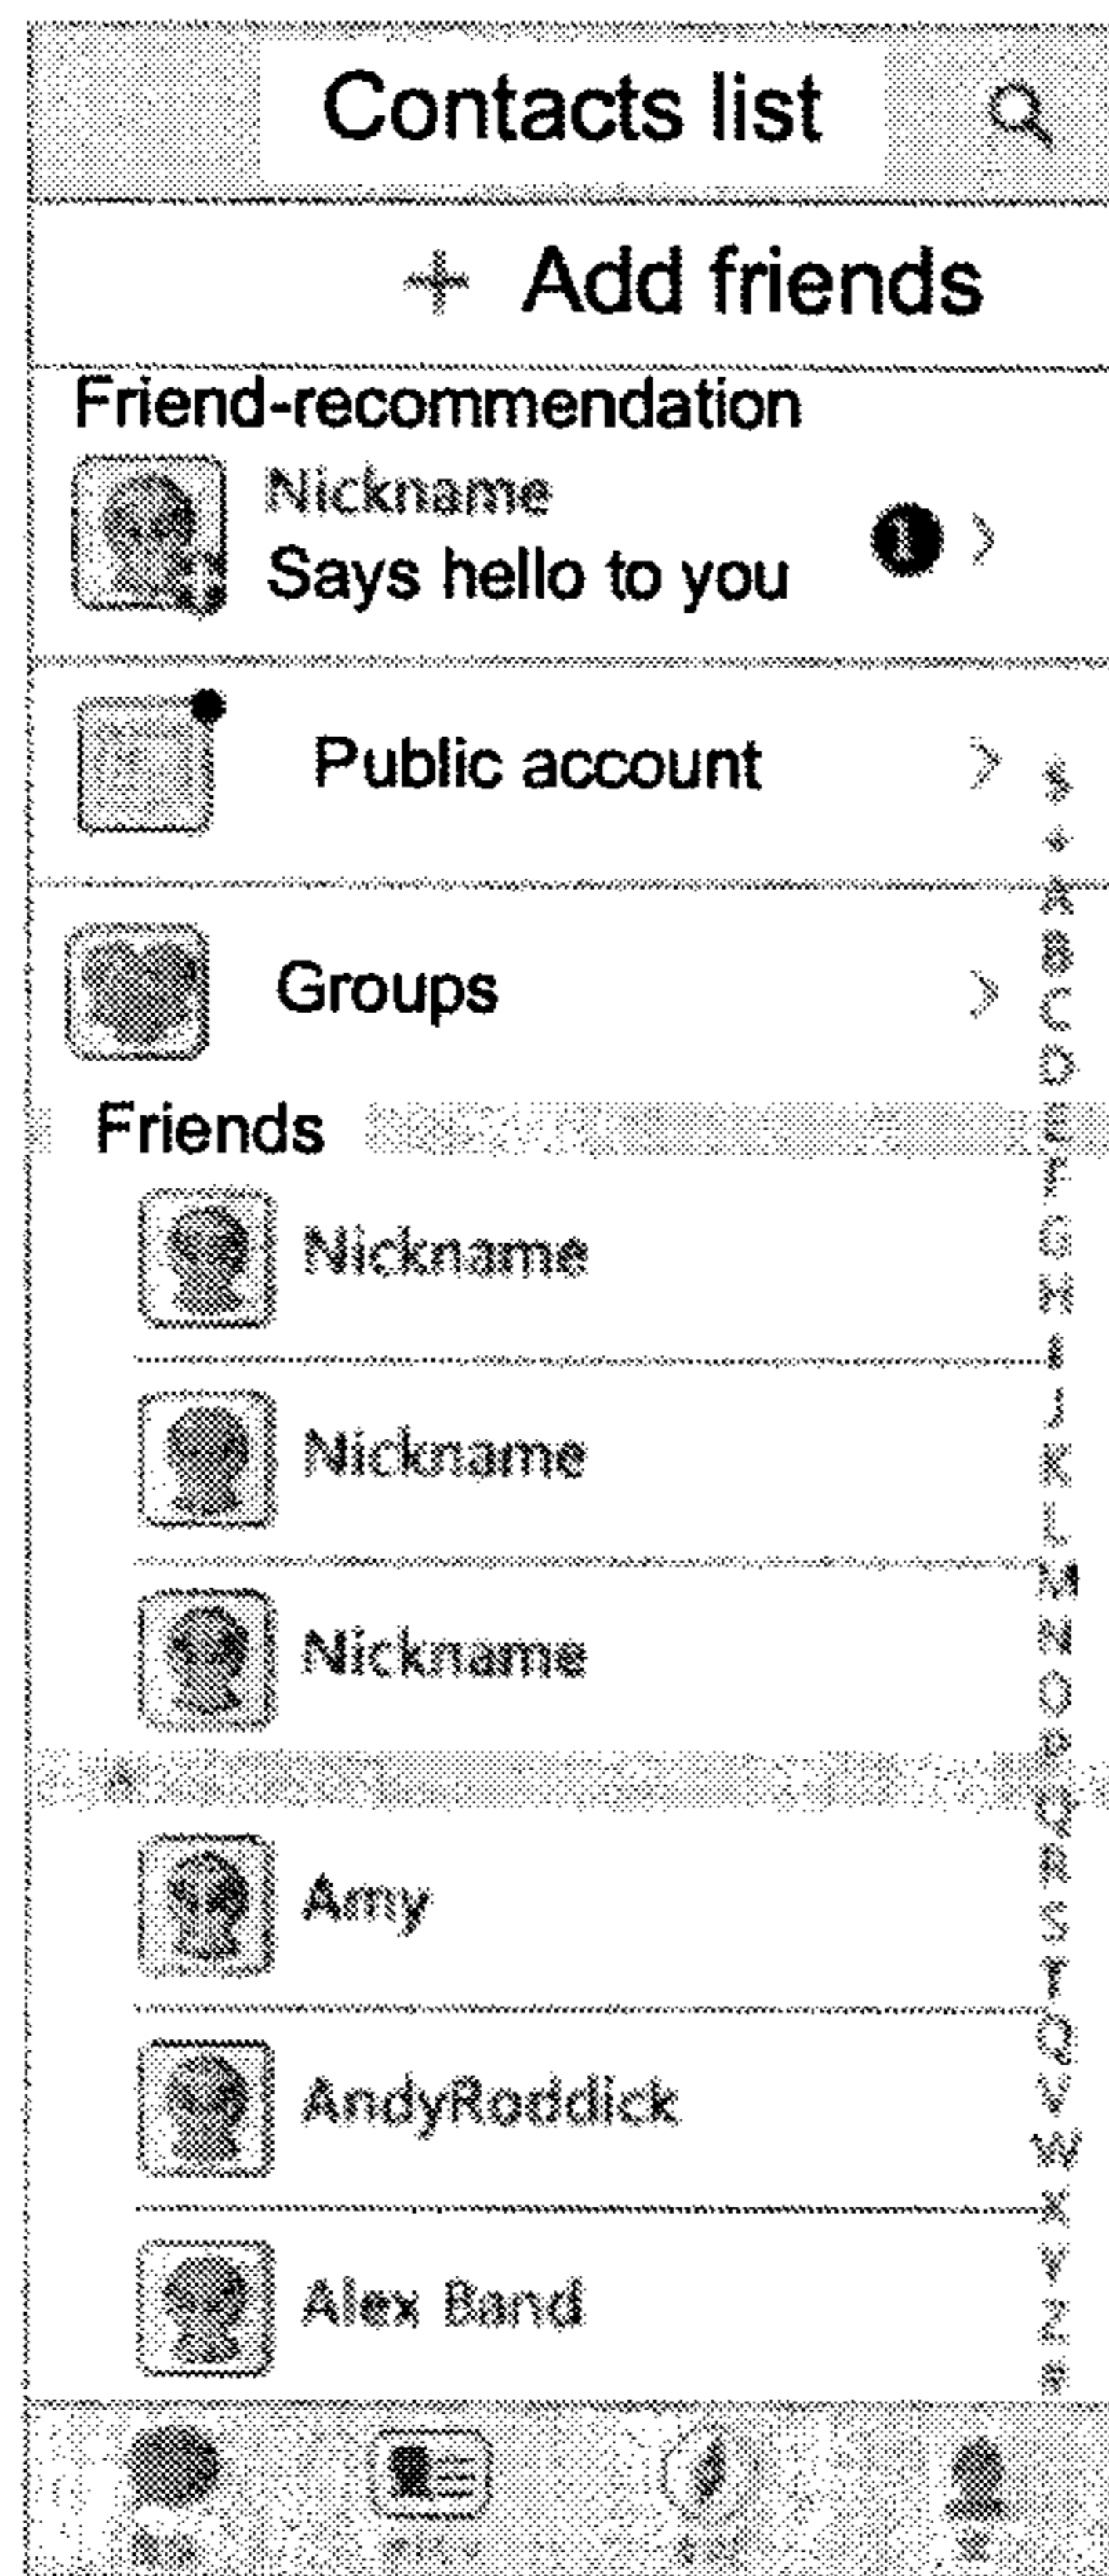 Contacts list
+ Add friends
Friend-recommendation
Nickname
Says hello to you
1
Public account
Groups
Friends
Nickname
Nickname
Nickname
A
Amy
AndyRoddick
Alex Band
A
B
C
D
E
F
G
H
I
J
K
L
M
N
O
P
Q
R
S
T
Q
V
W
X
Y
Z
#